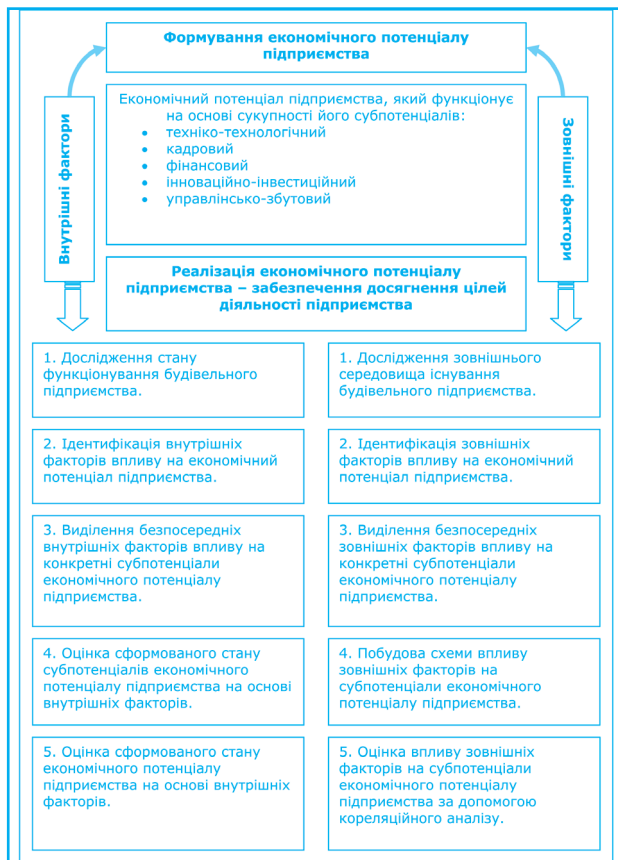 Формування економічного потенціалу
підприємства
Економічний потенціал підприємства, який функціонує
на основі сукупності його субпотенціалів:
• техніко-технологічний
• кадровий
• фінансовий
• інноваційно-інвестиційний
• управлінсько-збутовий
Внутрішні фактори
Зовнішні фактори
Реалізація економічного потенціалу
підприємства – забезпечення досягнення цілей
діяльності підприємства
1. Дослідження стану
функціонування будівельного
підприємства.
2. Ідентифікація внутрішніх
факторів впливу на економічний
потенціал підприємства.
3. Виділення безпосередніх
внутрішніх факторів впливу на
конкретні субпотенціали
економічного потенціалу
підприємства.
4. Оцінка сформованого стану
субпотенціалів економічного
потенціалу підприємства на основі
внутрішніх факторів.
5. Оцінка сформованого стану
економічного потенціалу
підприємства на основі внутрішніх
факторів.
1. Дослідження зовнішнього
середовища існування
будівельного підприємства.
2. Ідентифікація зовнішніх
факторів впливу на економічний
потенціал підприємства.
3. Виділення безпосередніх
зовнішніх факторів впливу на
конкретні субпотенціали
економічного потенціалу
підприємства.
4. Побудова схеми впливу
зовнішніх факторів на
субпотенціали економічного
потенціалу підприємства.
5. Оцінка впливу зовнішніх
факторів на субпотенціали
економічного потенціалу
підприємства за допомогою
кореляційного аналізу.